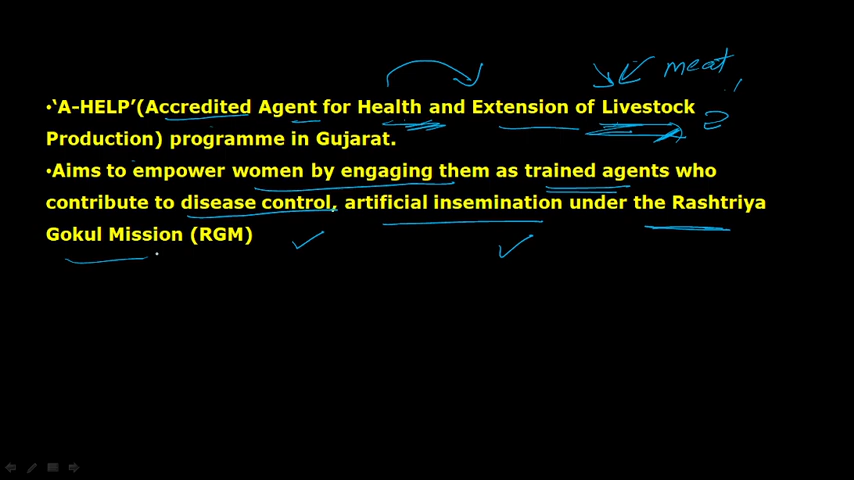 meat
•‘A-HELP’(Accredited Agent for Health and Extension of Livestock
Production) programme in Gujarat.
•Aims to empower women by engaging them as trained agents who
contribute to disease control, artificial insemination under the Rashtriya
Gokul Mission (RGM)